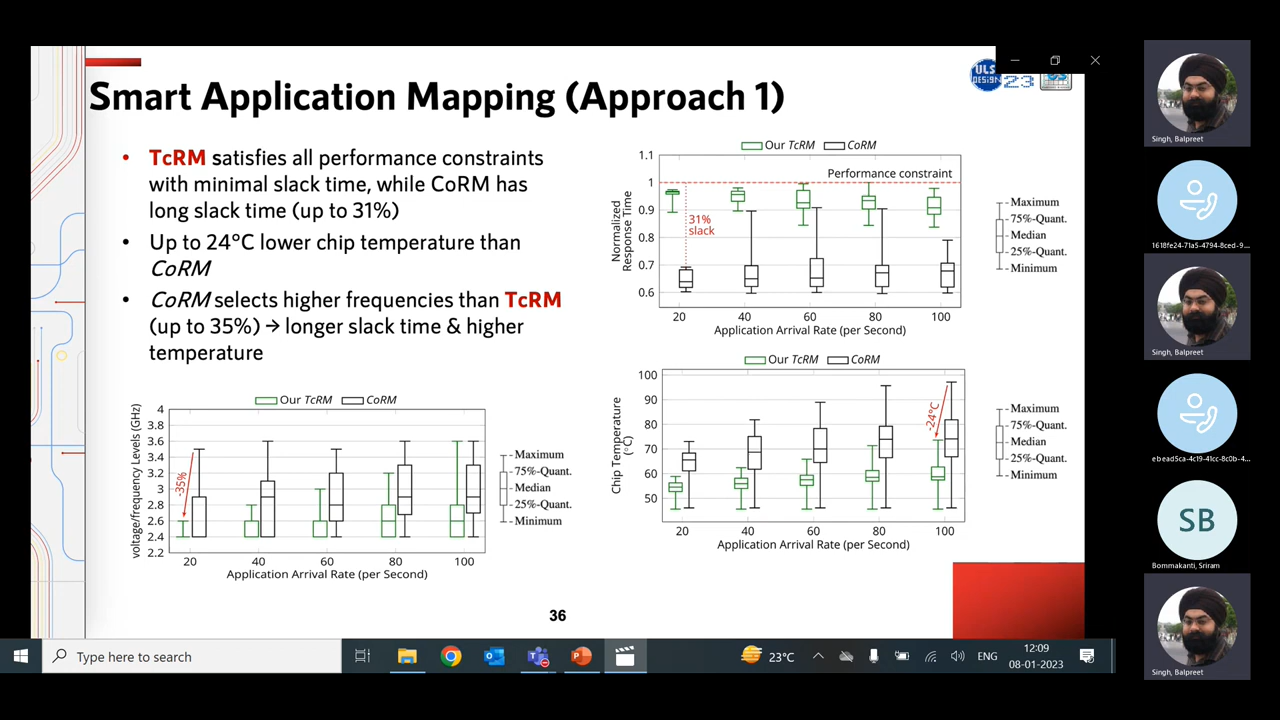 Smart Application Mapping (Approach 1)
ULS
DESIGN
23
• TcRM satisfies all performance constraints
with minimal slack time, while CoRM has
long slack time (up to 31%)
• Up to 24°C lower chip temperature than
CoRM
• CoRM selects higher frequencies than TcRM
(up to 35%) → longer slack time & higher
temperature
Our TcRM CoRM
Normalized
Response Time
1.1
1
0.9
0.8
0.7
0.6
Performance constraint
31%
slack
20 40 60 80 100
Application Arrival Rate (per Second)
Maximum
75%-Quant.
Median
25%-Quant.
Minimum
Our TcRM CoRM
Chip Temperature
(°C)
100
90
80
70
60
50
-24°C
20 40 60 80 100
Application Arrival Rate (per Second)
Maximum
75%-Quant.
Median
25%-Quant.
Minimum
Our TcRM CoRM
voltage/frequency Levels (GHz)
4
3.8
3.6
3.4
3.2
3
2.8
2.6
2.4
2.2
-35%
20 40 60 80 100
Application Arrival Rate (per Second)
Maximum
75%-Quant.
Median
25%-Quant.
Minimum
36
Type here to search
23°C
ENG
12:09
08-01-2023
Singh, Balpreet
1618fe24-71a5-4794-8ced-9...
Singh, Balpreet
ebead5ca-4c19-41cc-8c0b-4...
SB
Bommakanti, Sriram
Singh, Balpreet